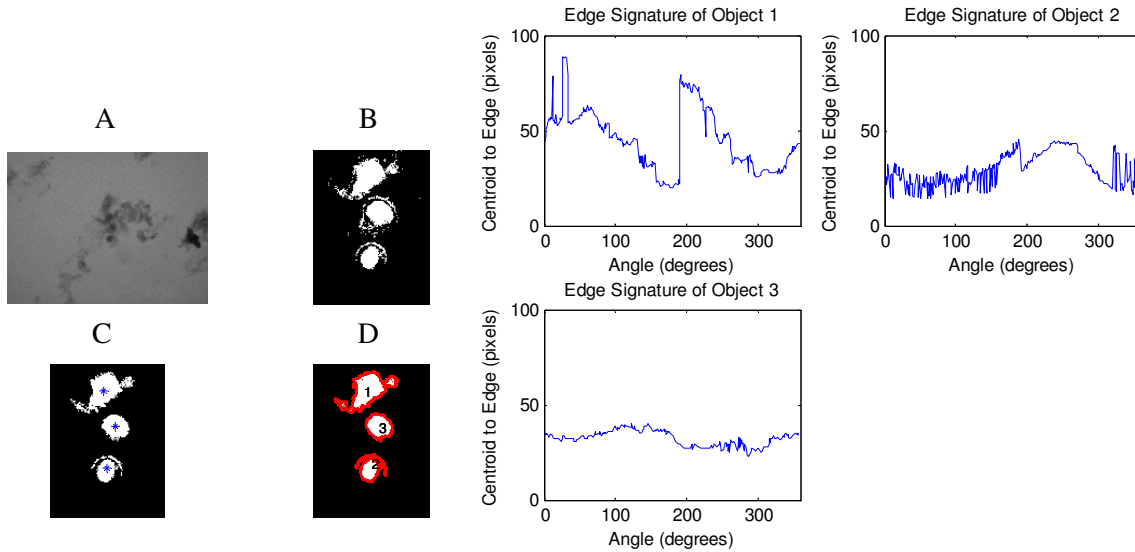 A
B
C
D
1
3
2
Edge Signature of Object 1
Centroid to Edge (pixels)
100
50
0
0 100 200 300
Angle (degrees)
Edge Signature of Object 2
Centroid to Edge (pixels)
100
50
0
0 100 200 300
Angle (degrees)
Edge Signature of Object 3
Centroid to Edge (pixels)
100
50
0
0 100 200 300
Angle (degrees)